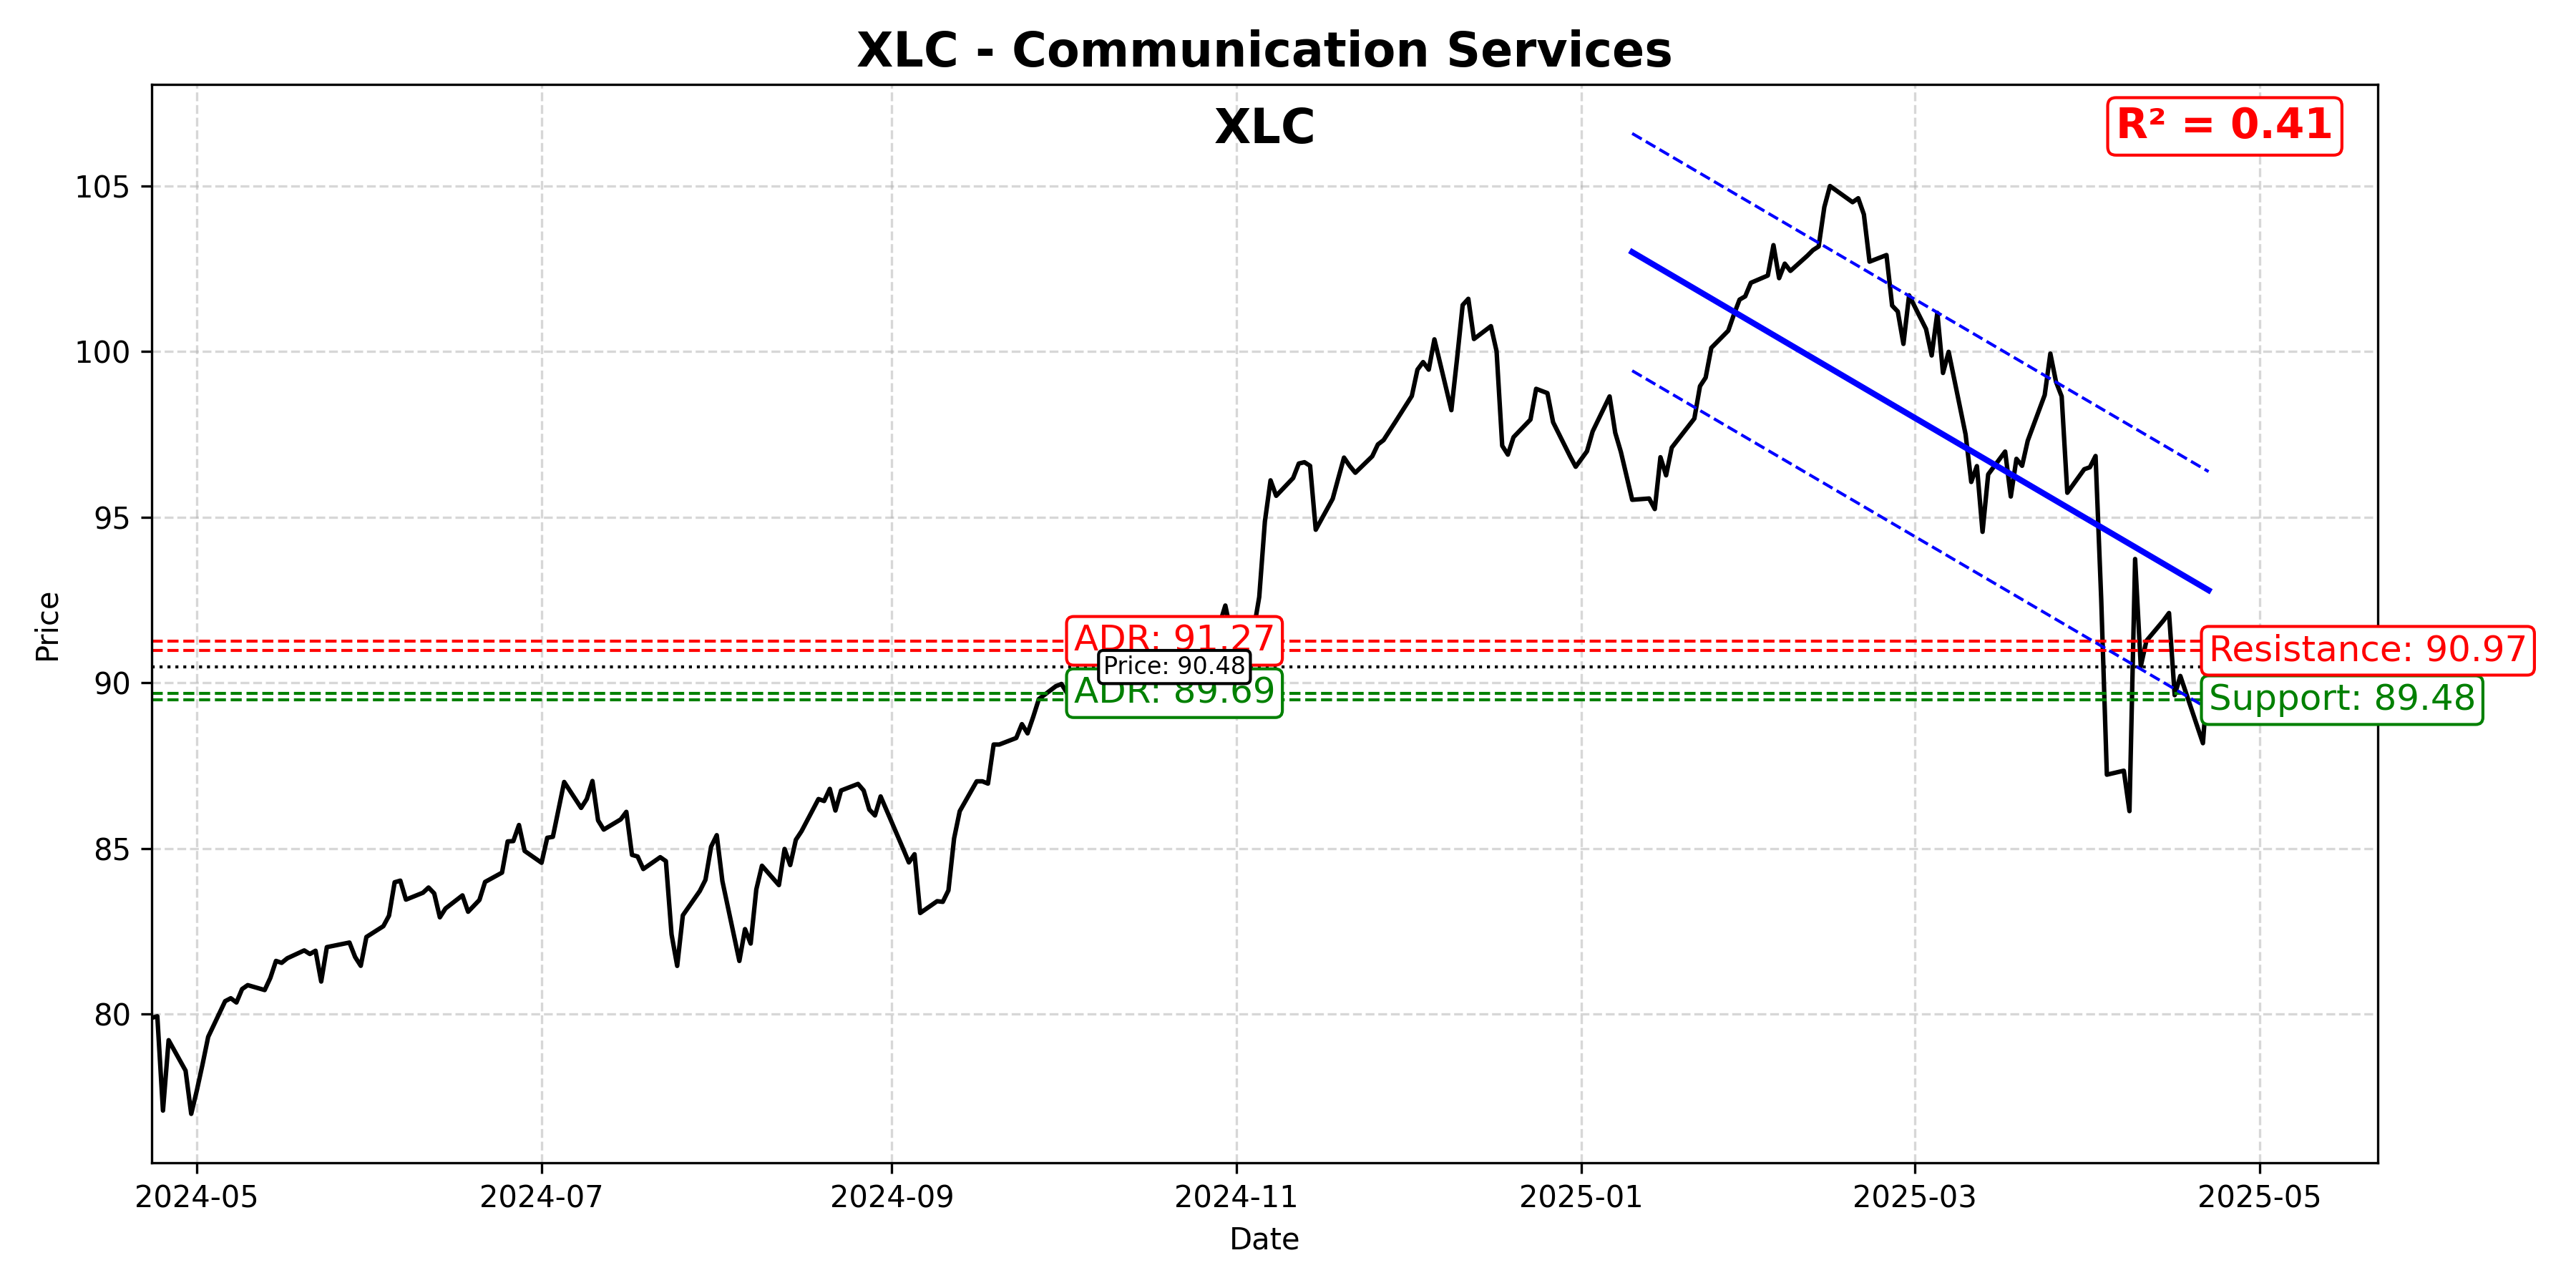 XLC - Communication Services
XLC
R² = 0.41
105
100
95
90
85
80
Price
ADR: 91.27
Price: 90.48
ADR: 89.69
Resistance: 90.97
Support: 89.48
2024-05
2024-07
2024-09
2024-11
2025-01
2025-03
2025-05
Date